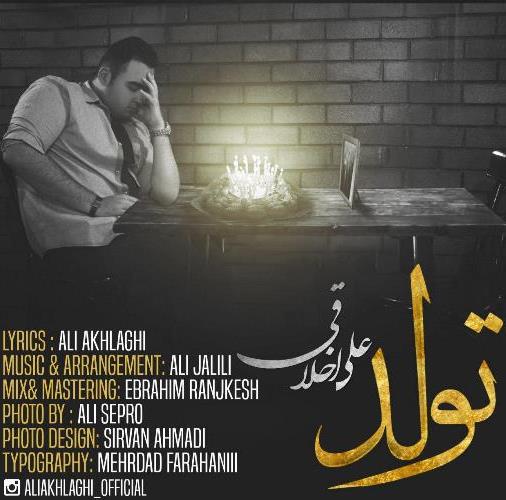 علی اخلاقی
تولد
LYRICS : ALI AKHLAGHI
MUSIC & ARRANGEMENT: ALI JALILI
MIX& MASTERING: EBRAHIM RANJKESH
PHOTO BY : ALI SEPRO
PHOTO DESIGN: SIRVAN AHMADI
TYPOGRAPHY: MEHRDAD FARAHANIII
ALIAKHLAGHI_OFFICIAL